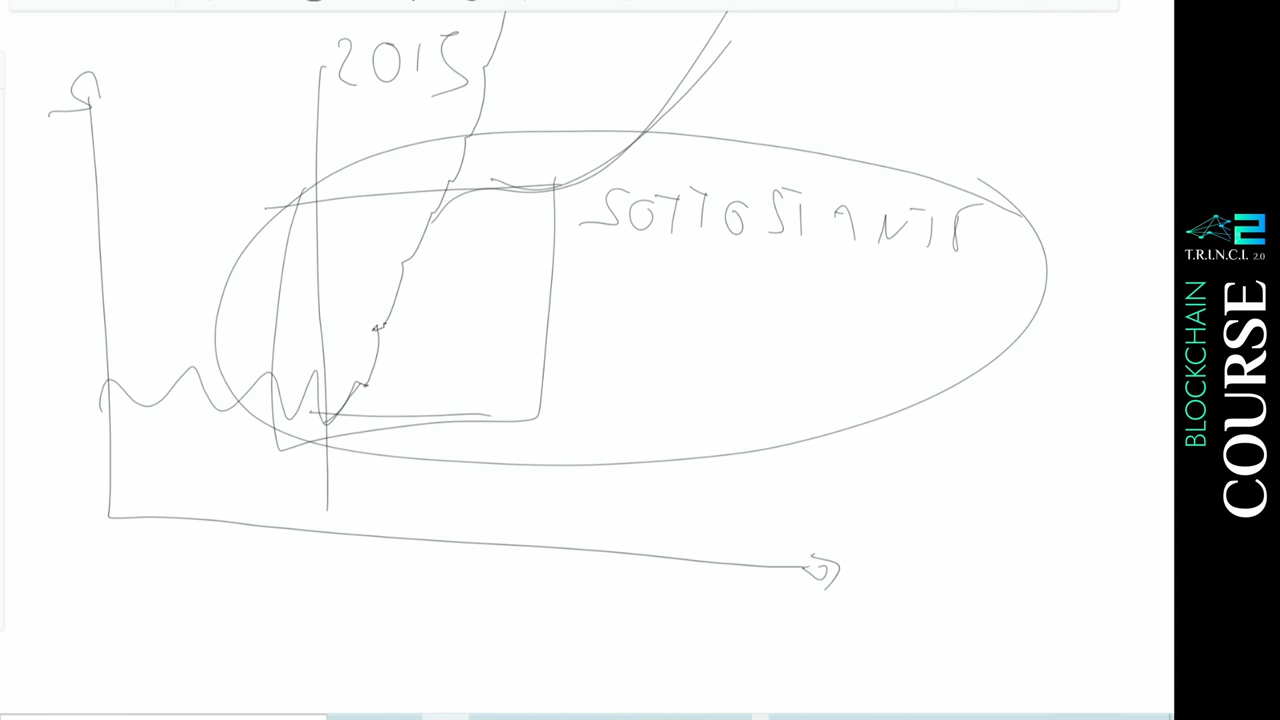 2015
SOTTOSTANTE
T.R.I.N.C.I. 2.0
BLOCKCHAIN
COURSE